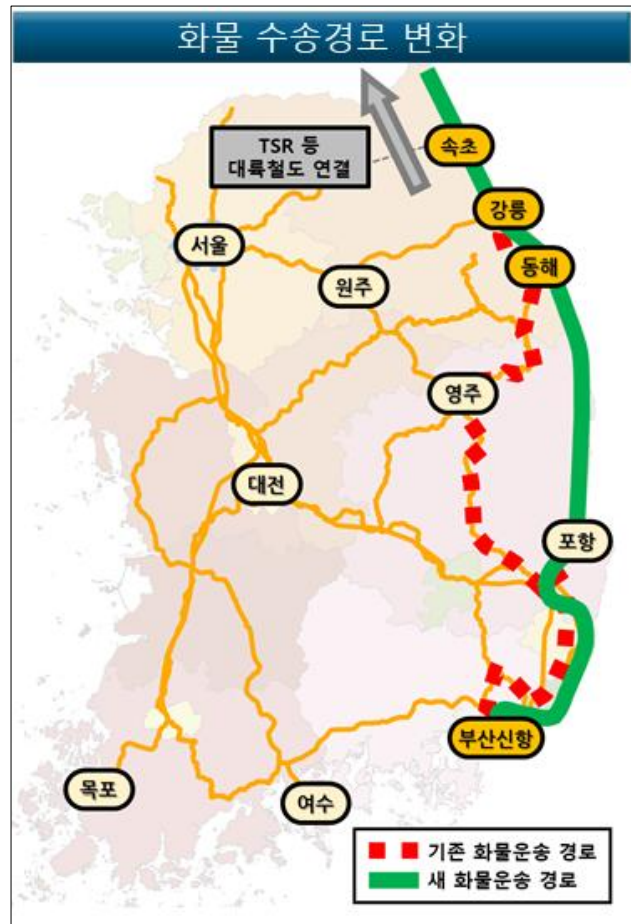 화물 수송경로 변화
TSR 등
대륙철도 연결
속초
강릉
서울
동해
원주
영주
대전
포항
부산신항
목포
여수
기존 화물운송 경로
새 화물운송 경로